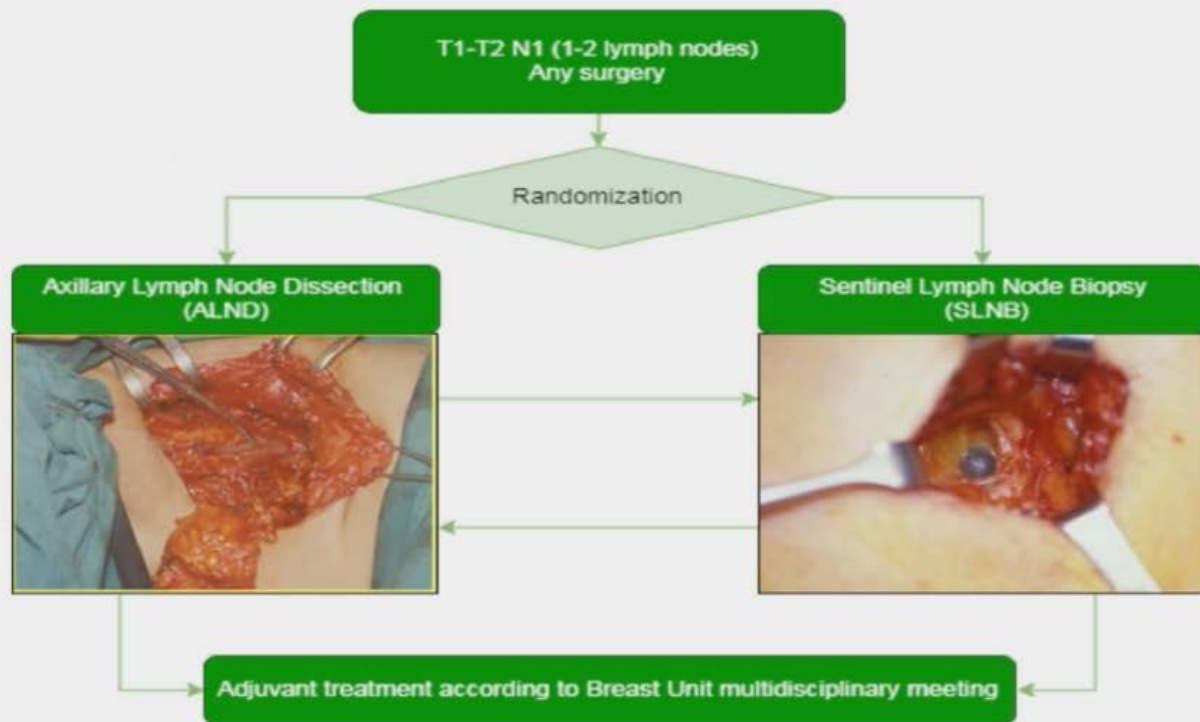 T1-T2 N1 (1-2 lymph nodes)
Any surgery
Randomization
Axillary Lymph Node Dissection
(ALND)
Sentinel Lymph Node Biopsy
(SLNB)
Adjuvant treatment according to Breast Unit multidisciplinary meeting